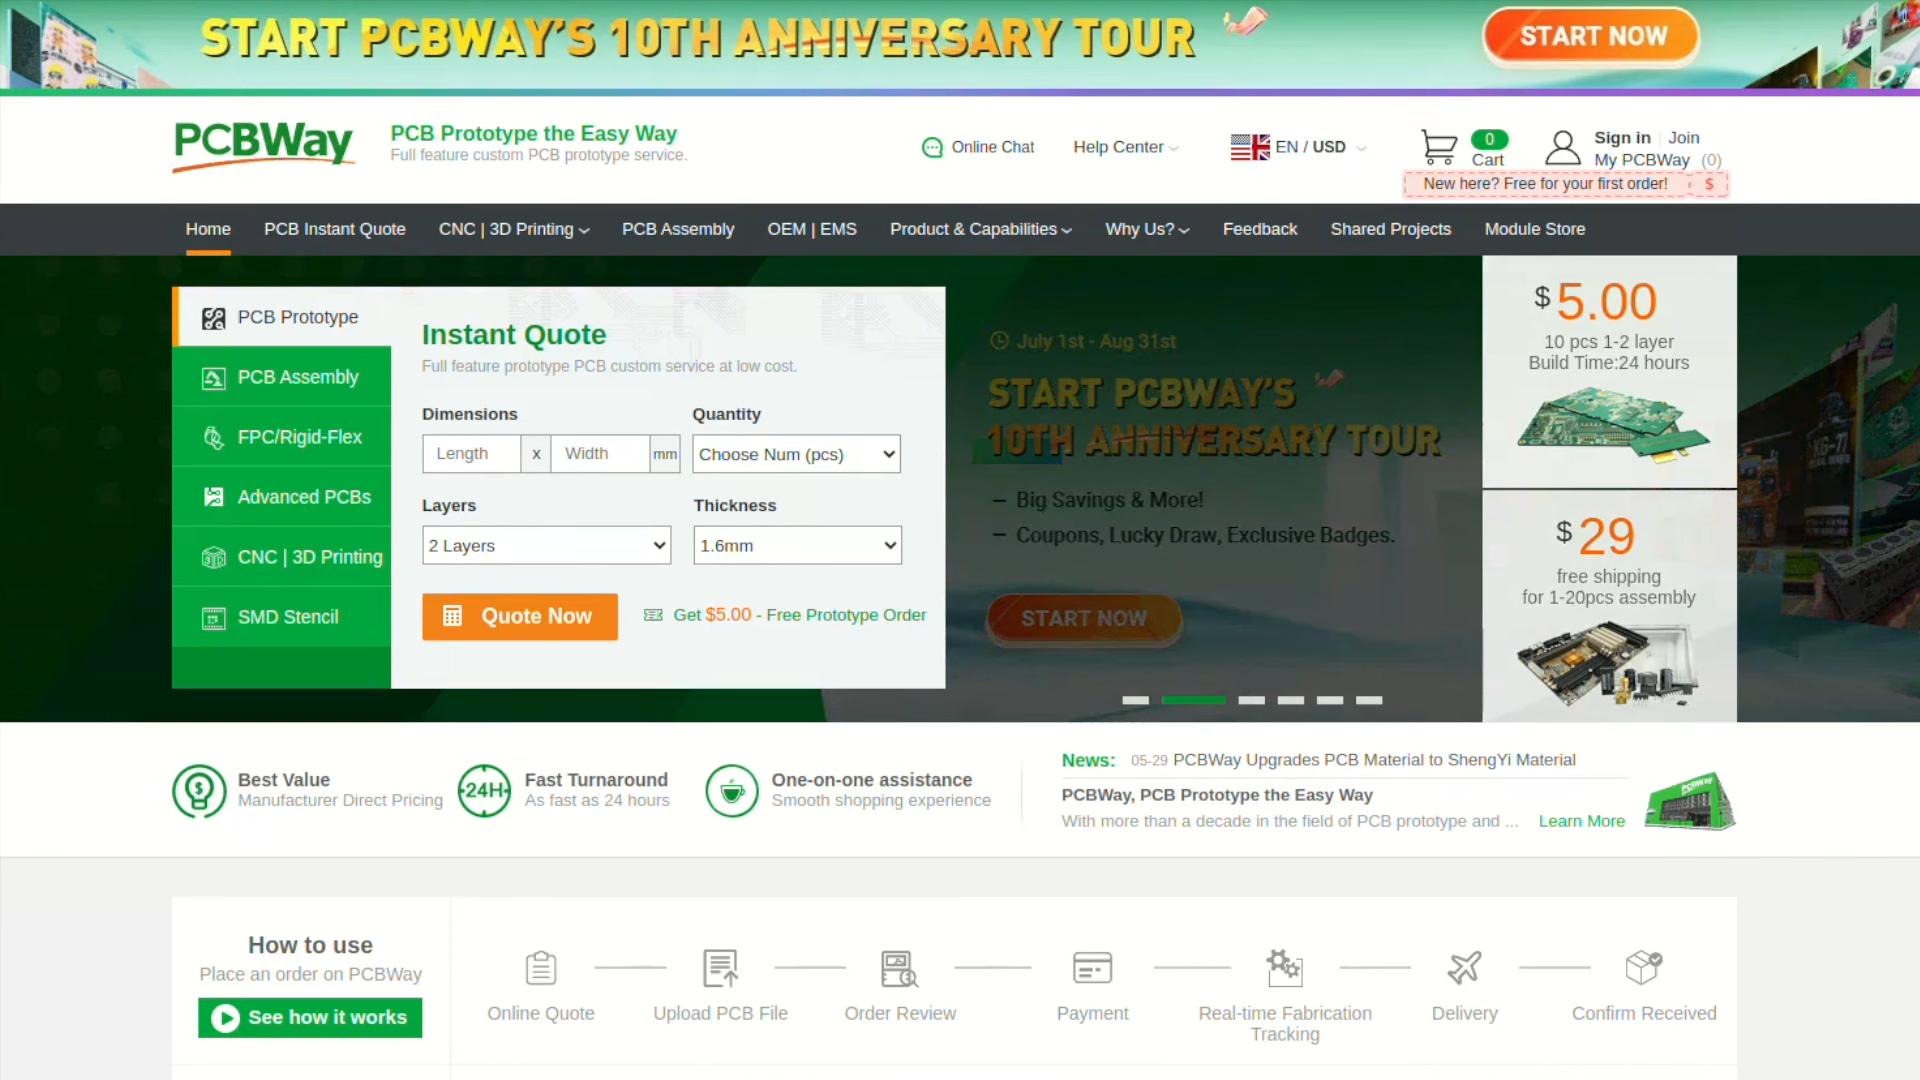 START PCBWAY'S 10TH ANNIVERSARY TOUR
START NOW
PCBWay
PCB Prototype the Easy Way
Full feature custom PCB prototype service.
Online Chat
Help Center
EN / USD
0
Cart
Sign in
Join
My PCBWay (0)
New here? Free for your first order! $
Home
PCB Instant Quote
CNC | 3D Printing
PCB Assembly
OEM | EMS
Product & Capabilities
Why Us?
Feedback
Shared Projects
Module Store
PCB Prototype
PCB Assembly
FPC/Rigid-Flex
Advanced PCBs
CNC | 3D Printing
SMD Stencil
Instant Quote
Full feature prototype PCB custom service at low cost.
Dimensions
Quantity
Length x Width mm
Choose Num (pcs)
Layers
Thickness
2 Layers
1.6mm
Quote Now
Get $5.00 - Free Prototype Order
July 1st - Aug 31st
START PCBWAY'S
10TH ANNIVERSARY TOUR
– Big Savings & More!
– Coupons, Lucky Draw, Exclusive Badges.
START NOW
$5.00
10 pcs 1-2 layer
Build Time:24 hours
$29
free shipping
for 1-20pcs assembly
KG-77
Best Value
Manufacturer Direct Pricing
24H
Fast Turnaround
As fast as 24 hours
One-on-one assistance
Smooth shopping experience
News: 05-29 PCBWay Upgrades PCB Material to ShengYi Material
PCBWay, PCB Prototype the Easy Way
With more than a decade in the field of PCB prototype and ... Learn More
PCBWay
How to use
Place an order on PCBWay
See how it works
Online Quote
Upload PCB File
Order Review
Payment
Real-time Fabrication
Tracking
Delivery
Confirm Received